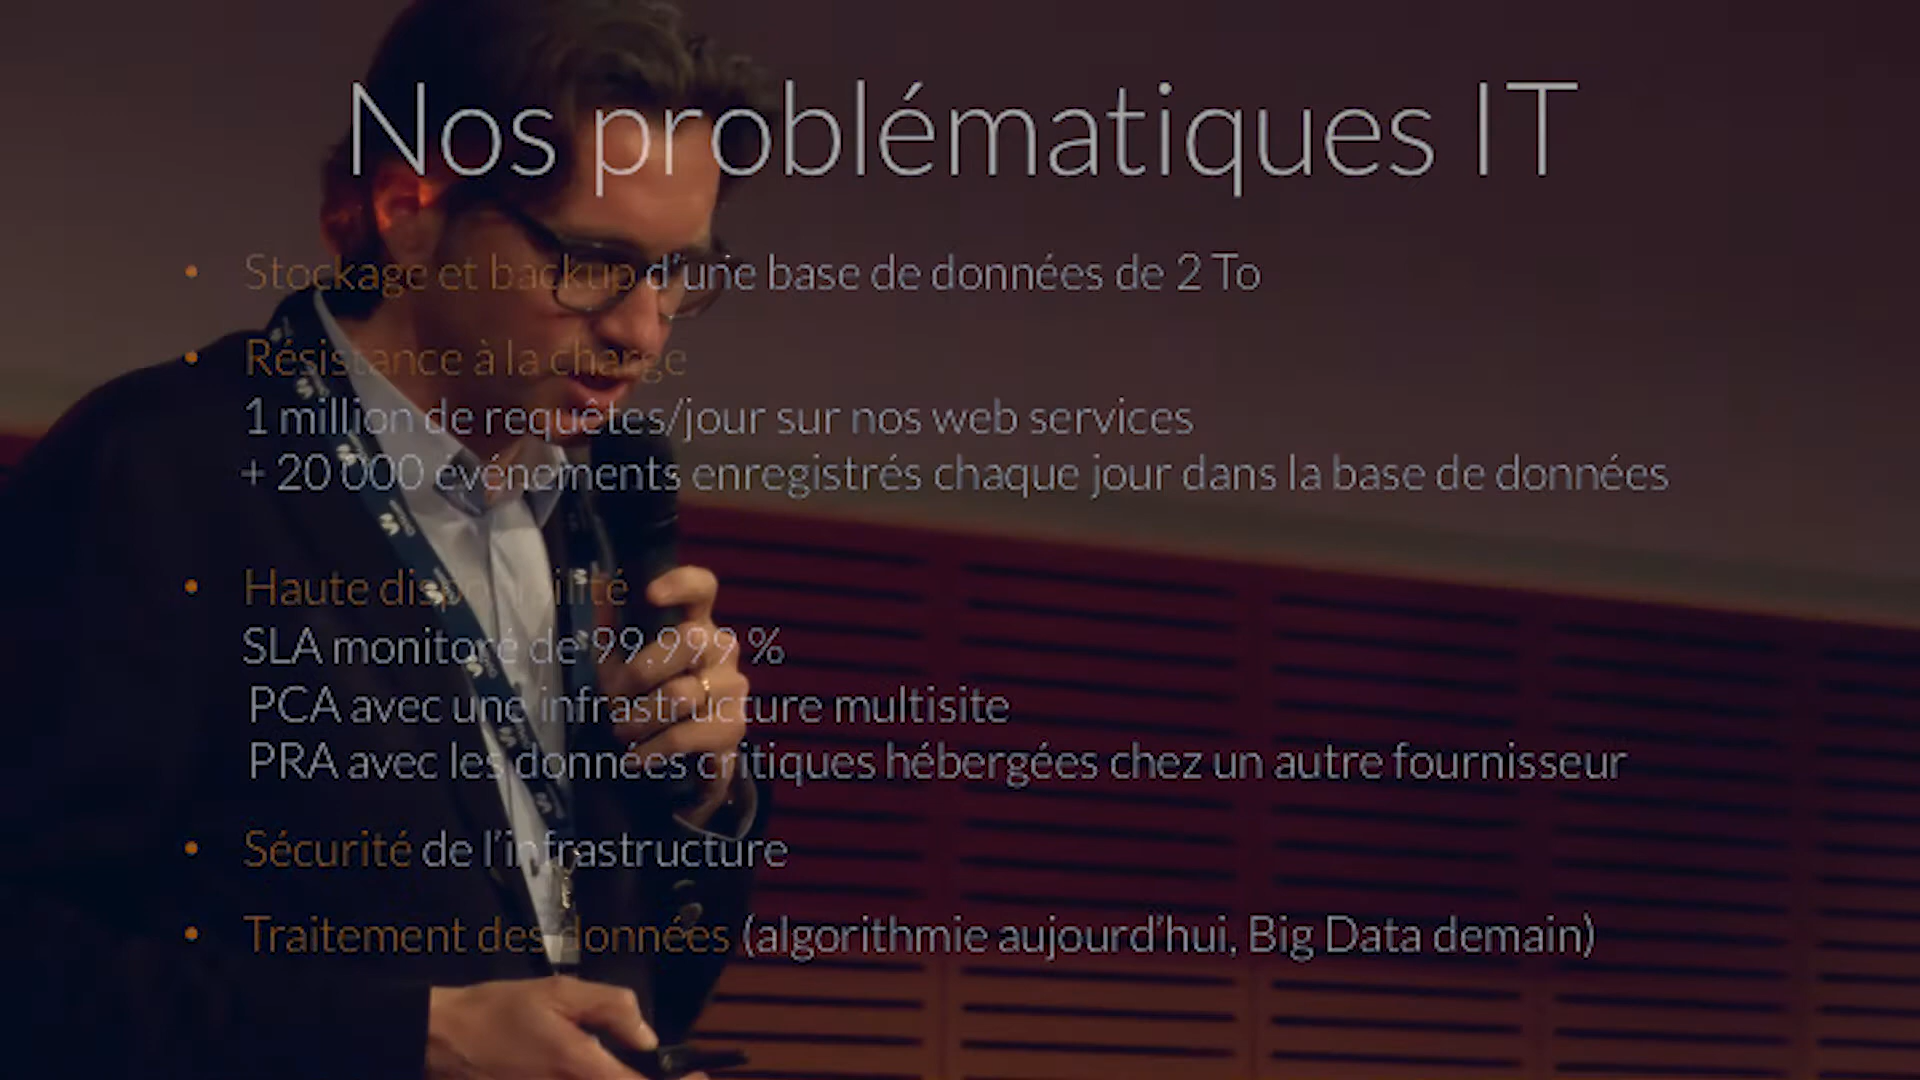 Nos problématiques IT
• Stockage et backup d'une base de données de 2 To
• Résistance à la charge
1 million de requêtes/jour sur nos web services
+ 20 000 événements enregistrés chaque jour dans la base de données
• Haute disponibilité
SLA monitoré de 99.999 %
PCA avec une infrastructure multisite
PRA avec les données critiques hébergées chez un autre fournisseur
• Sécurité de l'infrastructure
• Traitement des données (algorithmie aujourd'hui, Big Data demain)